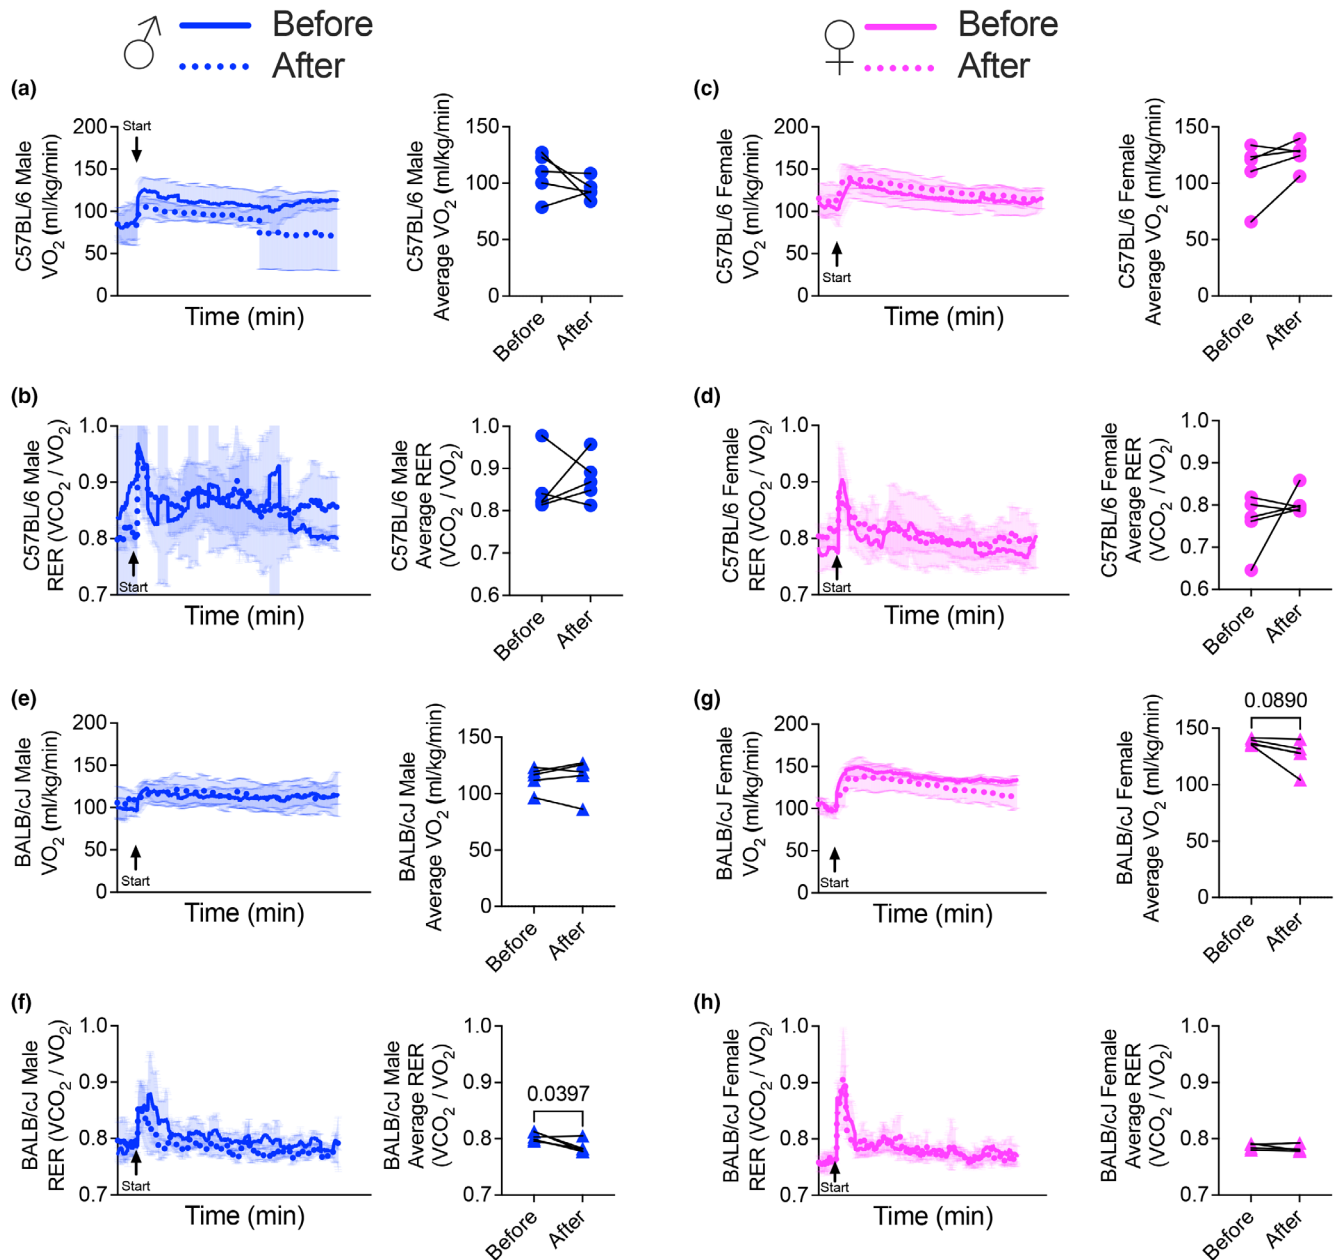 ♂ Before
After
♀ Before
After
(a)
C57BL/6 Male
VO2 (ml/kg/min)
200
150
100
50
0
Start
Time (min)
C57BL/6 Male
Average VO2 (ml/kg/min)
150
100
50
0
Before
After
(c)
C57BL/6 Female
VO2 (ml/kg/min)
200
150
100
50
0
Start
Time (min)
C57BL/6 Female
Average VO2 (ml/kg/min)
150
100
50
0
Before
After
(b)
C57BL/6 Male
RER (VCO2 / VO2)
1.0
0.9
0.8
0.7
Start
Time (min)
C57BL/6 Male
Average RER
(VCO2 / VO2)
1.0
0.9
0.8
0.7
0.6
Before
After
(d)
C57BL/6 Female
RER (VCO2 / VO2)
1.0
0.9
0.8
0.7
Start
Time (min)
C57BL/6 Female
Average RER
(VCO2 / VO2)
1.0
0.9
0.8
0.7
0.6
Before
After
(e)
BALB/cJ Male
VO2 (ml/kg/min)
200
150
100
50
0
Start
Time (min)
BALB/cJ Male
Average VO2 (ml/kg/min)
150
100
50
0
Before
After
(g)
BALB/cJ Female
VO2 (ml/kg/min)
200
150
100
50
0
Start
Time (min)
BALB/cJ Female
Average VO2 (ml/kg/min)
150
100
50
0
0.0890
Before
After
(f)
BALB/cJ Male
RER (VCO2 / VO2)
1.0
0.9
0.8
0.7
Start
Time (min)
BALB/cJ Male
Average RER
(VCO2 / VO2)
1.0
0.9
0.8
0.7
0.0397
Before
After
(h)
BALB/cJ Female
RER (VCO2 / VO2)
1.0
0.9
0.8
0.7
Start
Time (min)
BALB/cJ Female
Average RER
(VCO2 / VO2)
1.0
0.9
0.8
0.7
Before
After